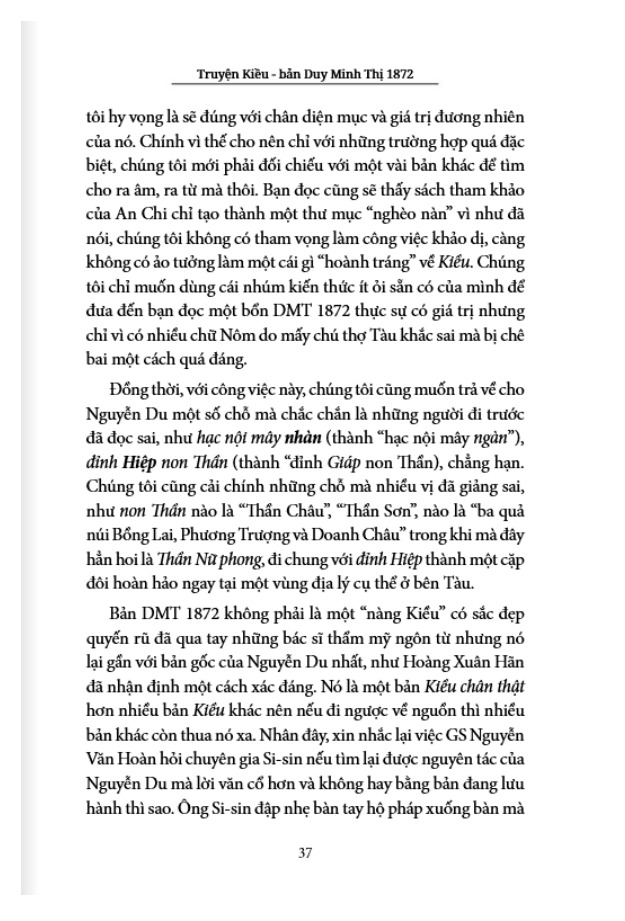 Truyện Kiều - bản Duy Minh Thị 1872
tôi hy vọng là sẽ đúng với chân diện mục và giá trị đương nhiên
của nó. Chính vì thế cho nên chỉ với những trường hợp quá đặc
biệt, chúng tôi mới phải đối chiếu với một vài bản khác để tìm
cho ra âm, ra từ mà thôi. Bạn đọc cũng sẽ thấy sách tham khảo
của An Chi chỉ tạo thành một thư mục “nghèo nàn” vì như đã
nói, chúng tôi không có tham vọng làm công việc khảo dị, càng
không có ảo tưởng làm một cái gì “hoành tráng” về Kiều. Chúng
tôi chỉ muốn dùng cái nhúm kiến thức ít ỏi sẵn có của mình để
đưa đến bạn đọc một bổn DMT 1872 thực sự có giá trị nhưng
chỉ vì có nhiều chữ Nôm do mấy chú thợ Tàu khắc sai mà bị chê
bai một cách quá đáng.
Đồng thời, với công việc này, chúng tôi cũng muốn trả về cho
Nguyễn Du một số chỗ mà chắc chắn là những người đi trước
đã đọc sai, như hạc nội mây nhàn (thành “hạc nội mây ngàn”),
đỉnh Hiệp non Thần (thành “đỉnh Giáp non Thần), chẳng hạn.
Chúng tôi cũng cải chính những chỗ mà nhiều vị đã giảng sai,
như non Thần nào là “Thần Châu”, “Thần Sơn”, nào là “ba quả
núi Bồng Lai, Phương Trượng và Doanh Châu” trong khi mà đây
hẳn hoi là Thần Nữ phong, đi chung với đỉnh Hiệp thành một cặp
đôi hoàn hảo ngay tại một vùng địa lý cụ thể ở bên Tàu.
Bản DMT 1872 không phải là một “nàng Kiều” có sắc đẹp
quyến rũ đã qua tay những bác sĩ thẩm mỹ ngôn từ nhưng nó
lại gần với bản gốc của Nguyễn Du nhất, như Hoàng Xuân Hãn
đã nhận định một cách xác đáng. Nó là một bản Kiều chân thật
hơn nhiều bản Kiều khác nên nếu đi ngược về nguồn thì nhiều
bản khác còn thua nó xa. Nhân đây, xin nhắc lại việc GS Nguyễn
Văn Hoàn hỏi chuyên gia Si-sin nếu tìm lại được nguyên tác của
Nguyễn Du mà lời văn cổ hơn và không hay bằng bản đang lưu
hành thì sao. Ông Si-sin đập nhẹ bàn tay hộ pháp xuống bàn mà
37